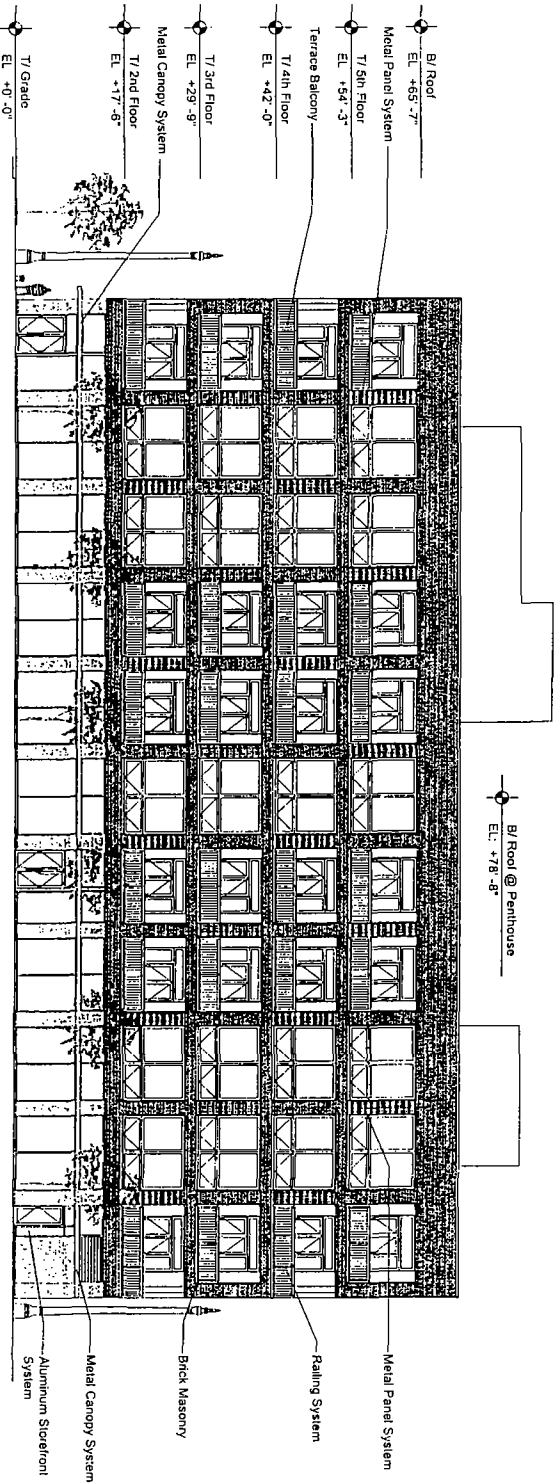 B/ Roof
EL +65'-7"
Metal Panel System
T/ 5th Floor
EL +54'-3"
Terrace Balcony
T/ 4th Floor
EL +42'-0"
T/ 3rd Floor
EL +29'-9"
T/ 2nd Floor
EL +17'-6"
Metal Canopy System
T/ Grade
EL +0'-0"
B/ Roof @ Penthouse
EL: +78'-8"
Metal Panel System
Railing System
Brick Masonry
Metal Canopy System
Aluminum Storefront
System